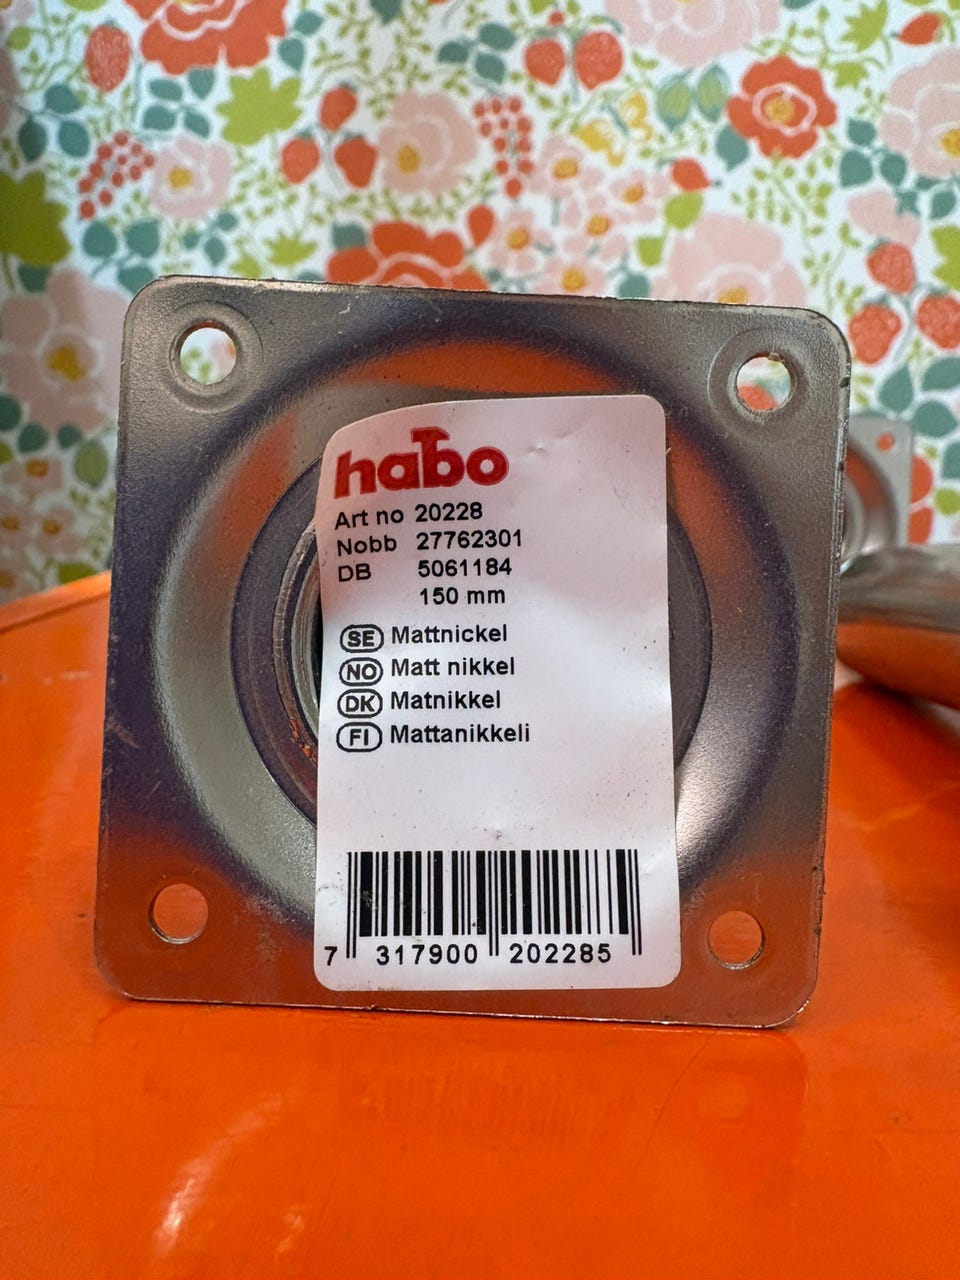 habo
Art no 20228
Nobb 27762301
DB 5061184
150 mm
SE Mattnickel
NO Matt nikkel
DK Matnikkel
FI Mattanikkeli
7 317900 202285